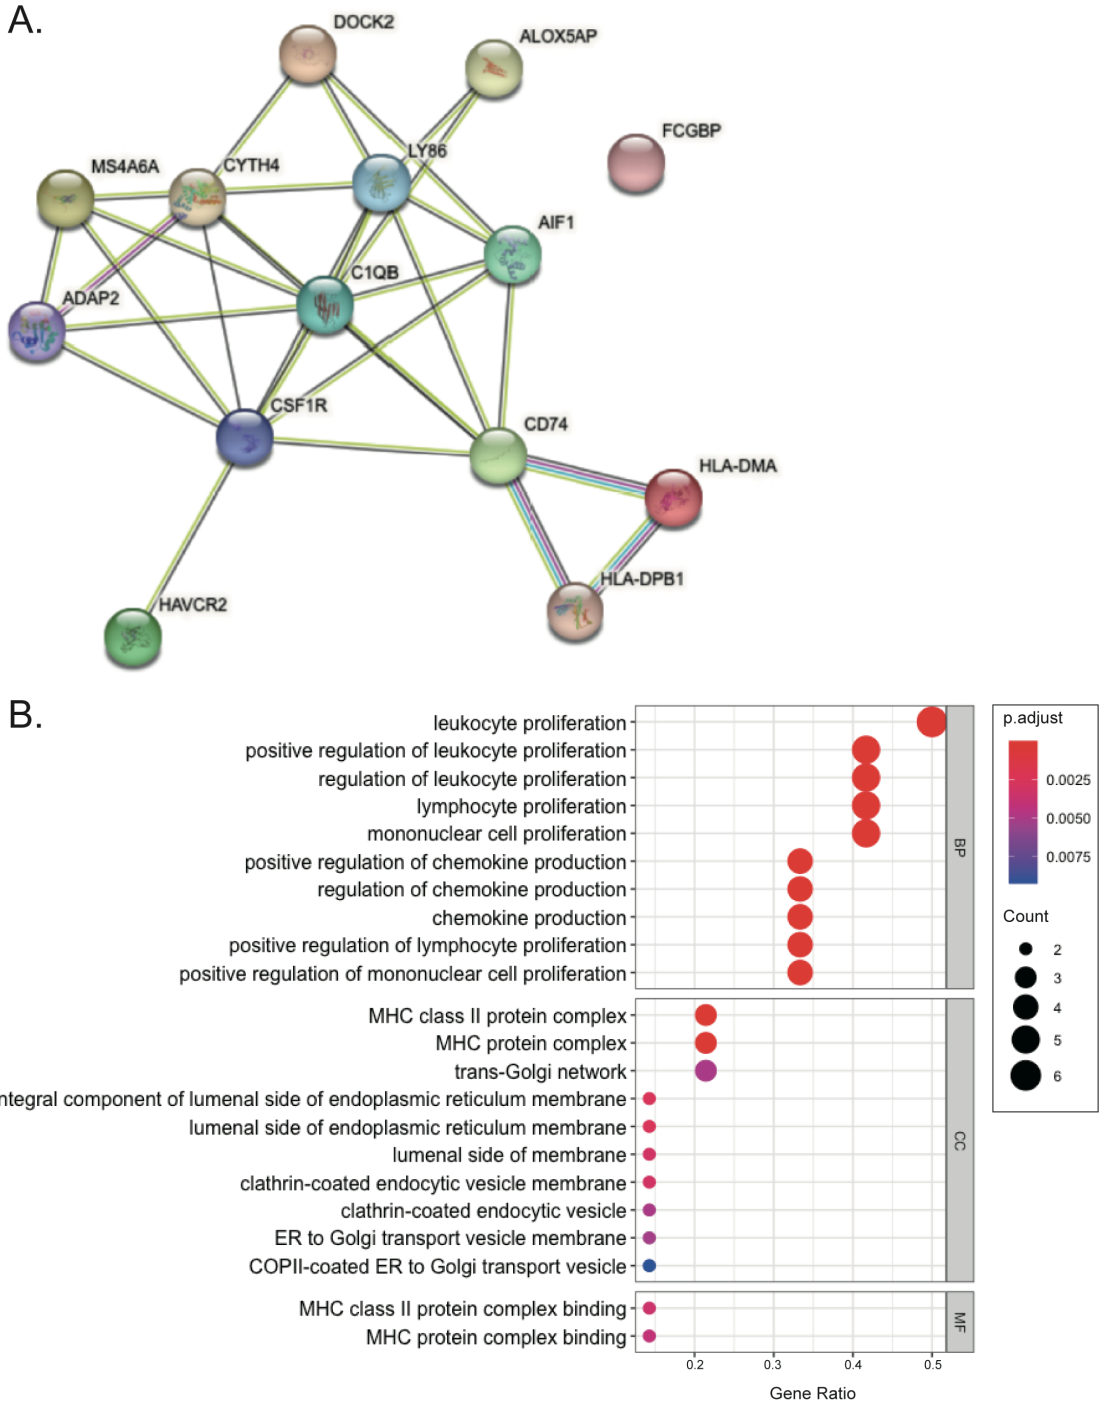 A.
DOCK2
ALOX5AP
FCGBP
LY86
MS4A6A
CYTH4
AIF1
C1QB
ADAP2
CSF1R
CD74
HLA-DMA
HLA-DPB1
HAVCR2
B.
leukocyte proliferation
positive regulation of leukocyte proliferation
regulation of leukocyte proliferation
lymphocyte proliferation
mononuclear cell proliferation
positive regulation of chemokine production
regulation of chemokine production
chemokine production
positive regulation of lymphocyte proliferation
positive regulation of mononuclear cell proliferation
BP
MHC class II protein complex
MHC protein complex
trans-Golgi network
ntegral component of lumenal side of endoplasmic reticulum membrane
lumenal side of endoplasmic reticulum membrane
lumenal side of membrane
clathrin-coated endocytic vesicle membrane
clathrin-coated endocytic vesicle
ER to Golgi transport vesicle membrane
COPII-coated ER to Golgi transport vesicle
CC
MHC class II protein complex binding
MHC protein complex binding
MF
0.2 0.3 0.4 0.5
Gene Ratio
p.adjust
0.0025
0.0050
0.0075
Count
2
3
4
5
6